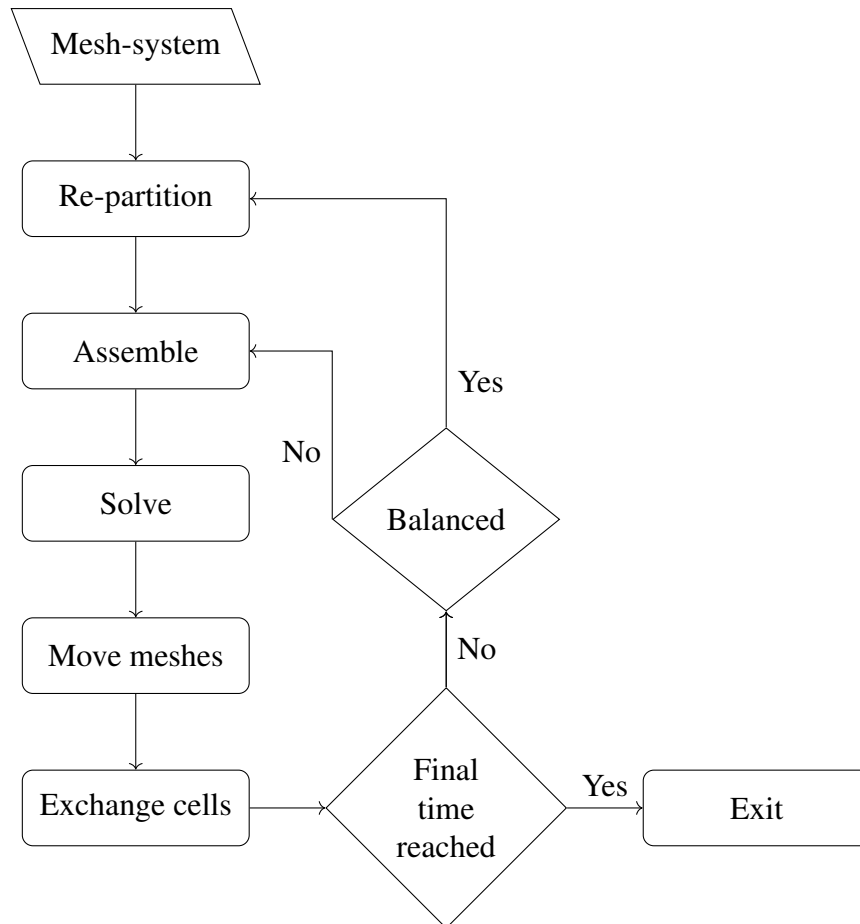 Mesh-system
Re-partition
Assemble
Yes
No
Solve
Balanced
Move meshes
No
Final
time
reached
Exchange cells
Yes
Exit